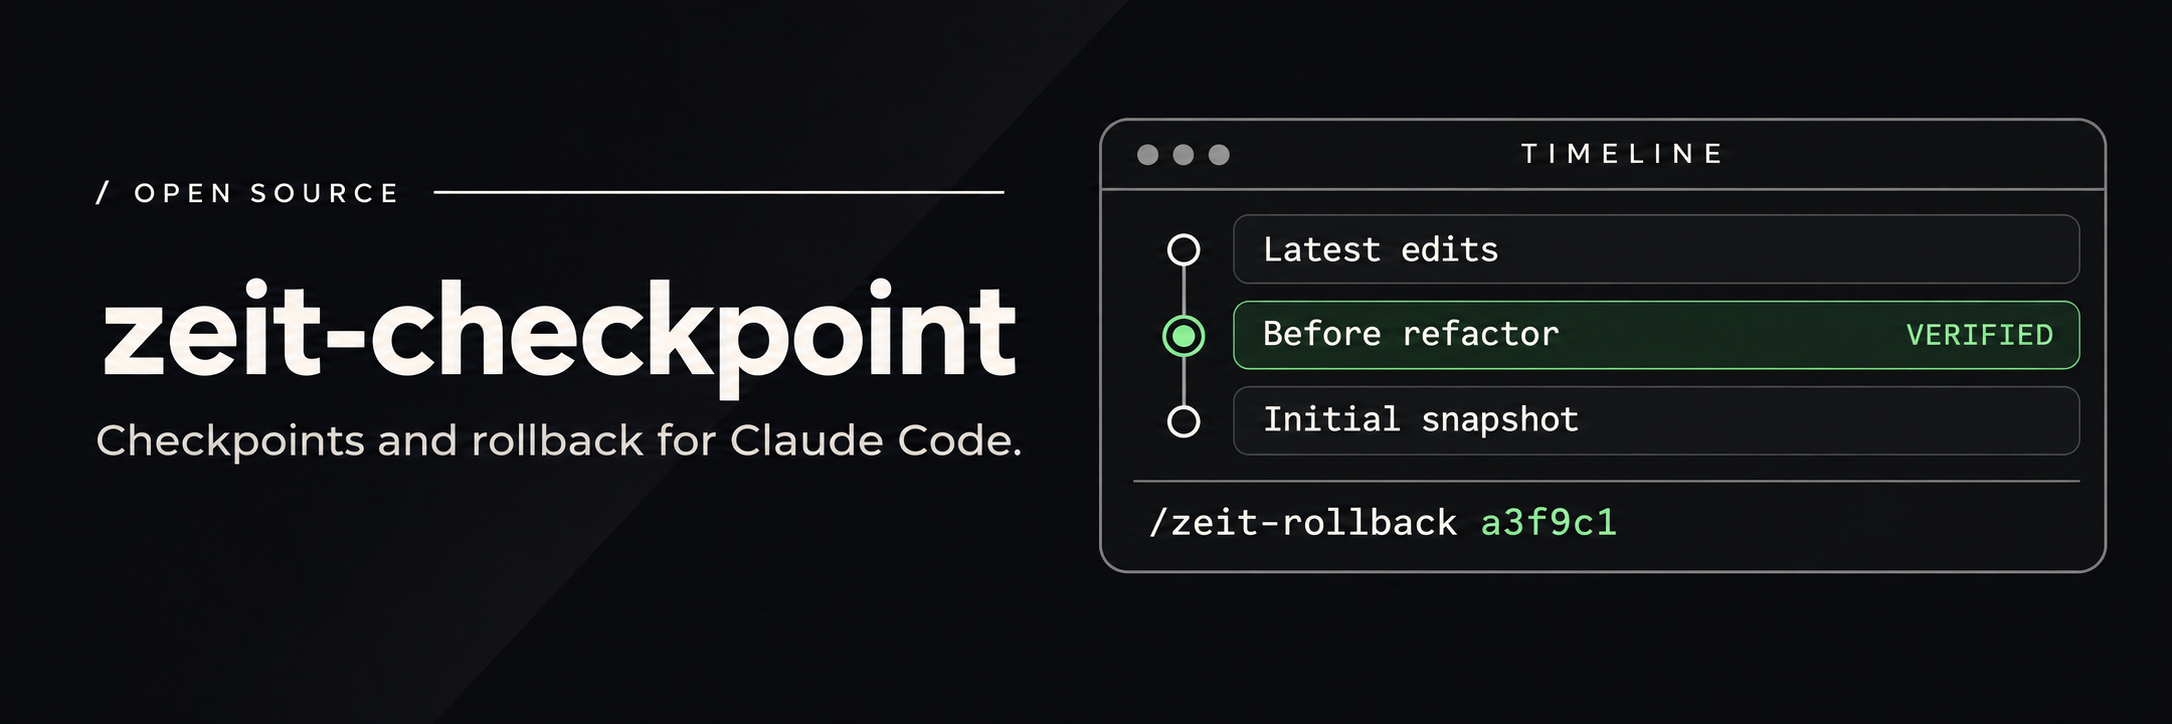 / OPEN SOURCE
zeit-checkpoint
Checkpoints and rollback for Claude Code.
TIMELINE
Latest edits
Before refactor VERIFIED
Initial snapshot
/zeit-rollback a3f9c1